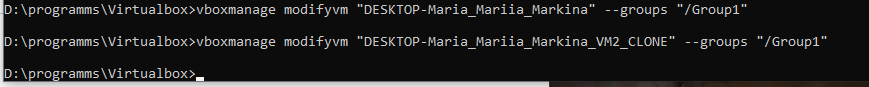 D:\programms\Virtualbox>vboxmanage modifyvm "DESKTOP-Maria_Mariia_Markina" --groups "/Group1"
D:\programms\Virtualbox>vboxmanage modifyvm "DESKTOP-Maria_Mariia_Markina_VM2_CLONE" --groups "/Group1"
D:\programms\Virtualbox>